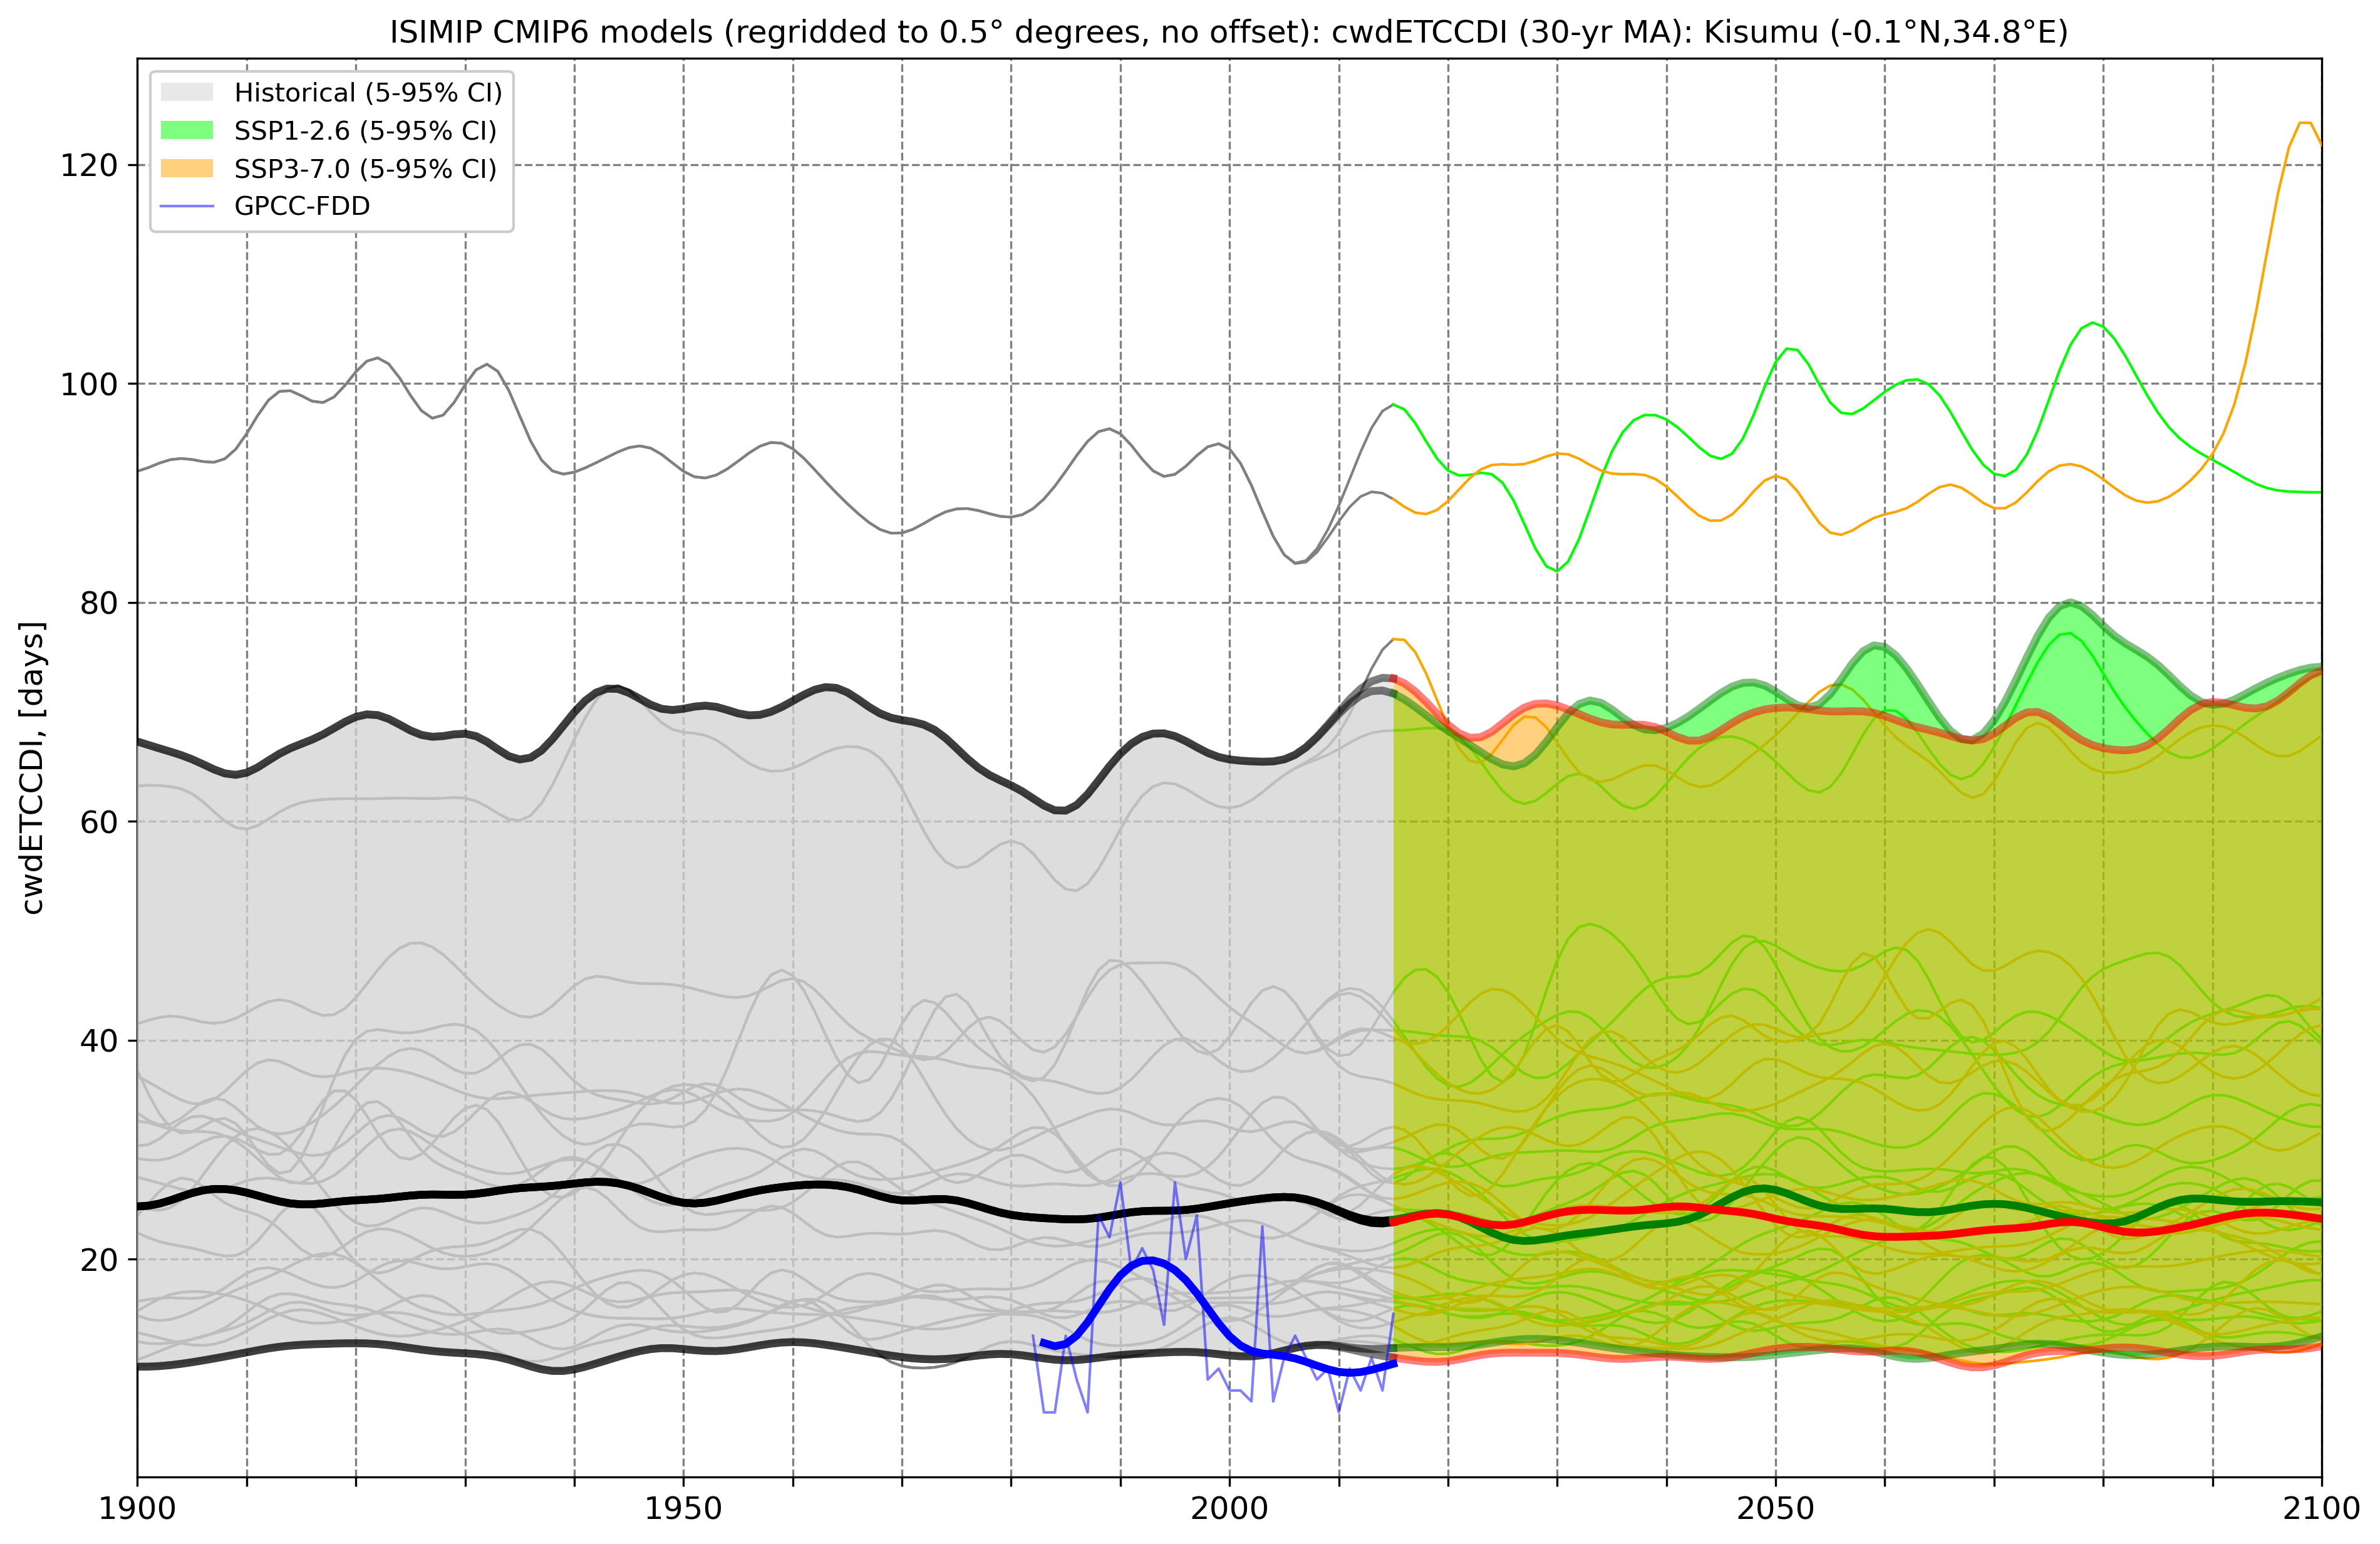 ISIMIP CMIP6 models (regridded to 0.5° degrees, no offset): cwdETCCDI (30-yr MA): Kisumu (-0.1°N,34.8°E)
Historical (5-95% CI)
SSP1-2.6 (5-95% CI)
SSP3-7.0 (5-95% CI)
GPCC-FDD
cwdETCCDI, [days]
120
100
80
60
40
20
1900 1950 2000 2050 2100